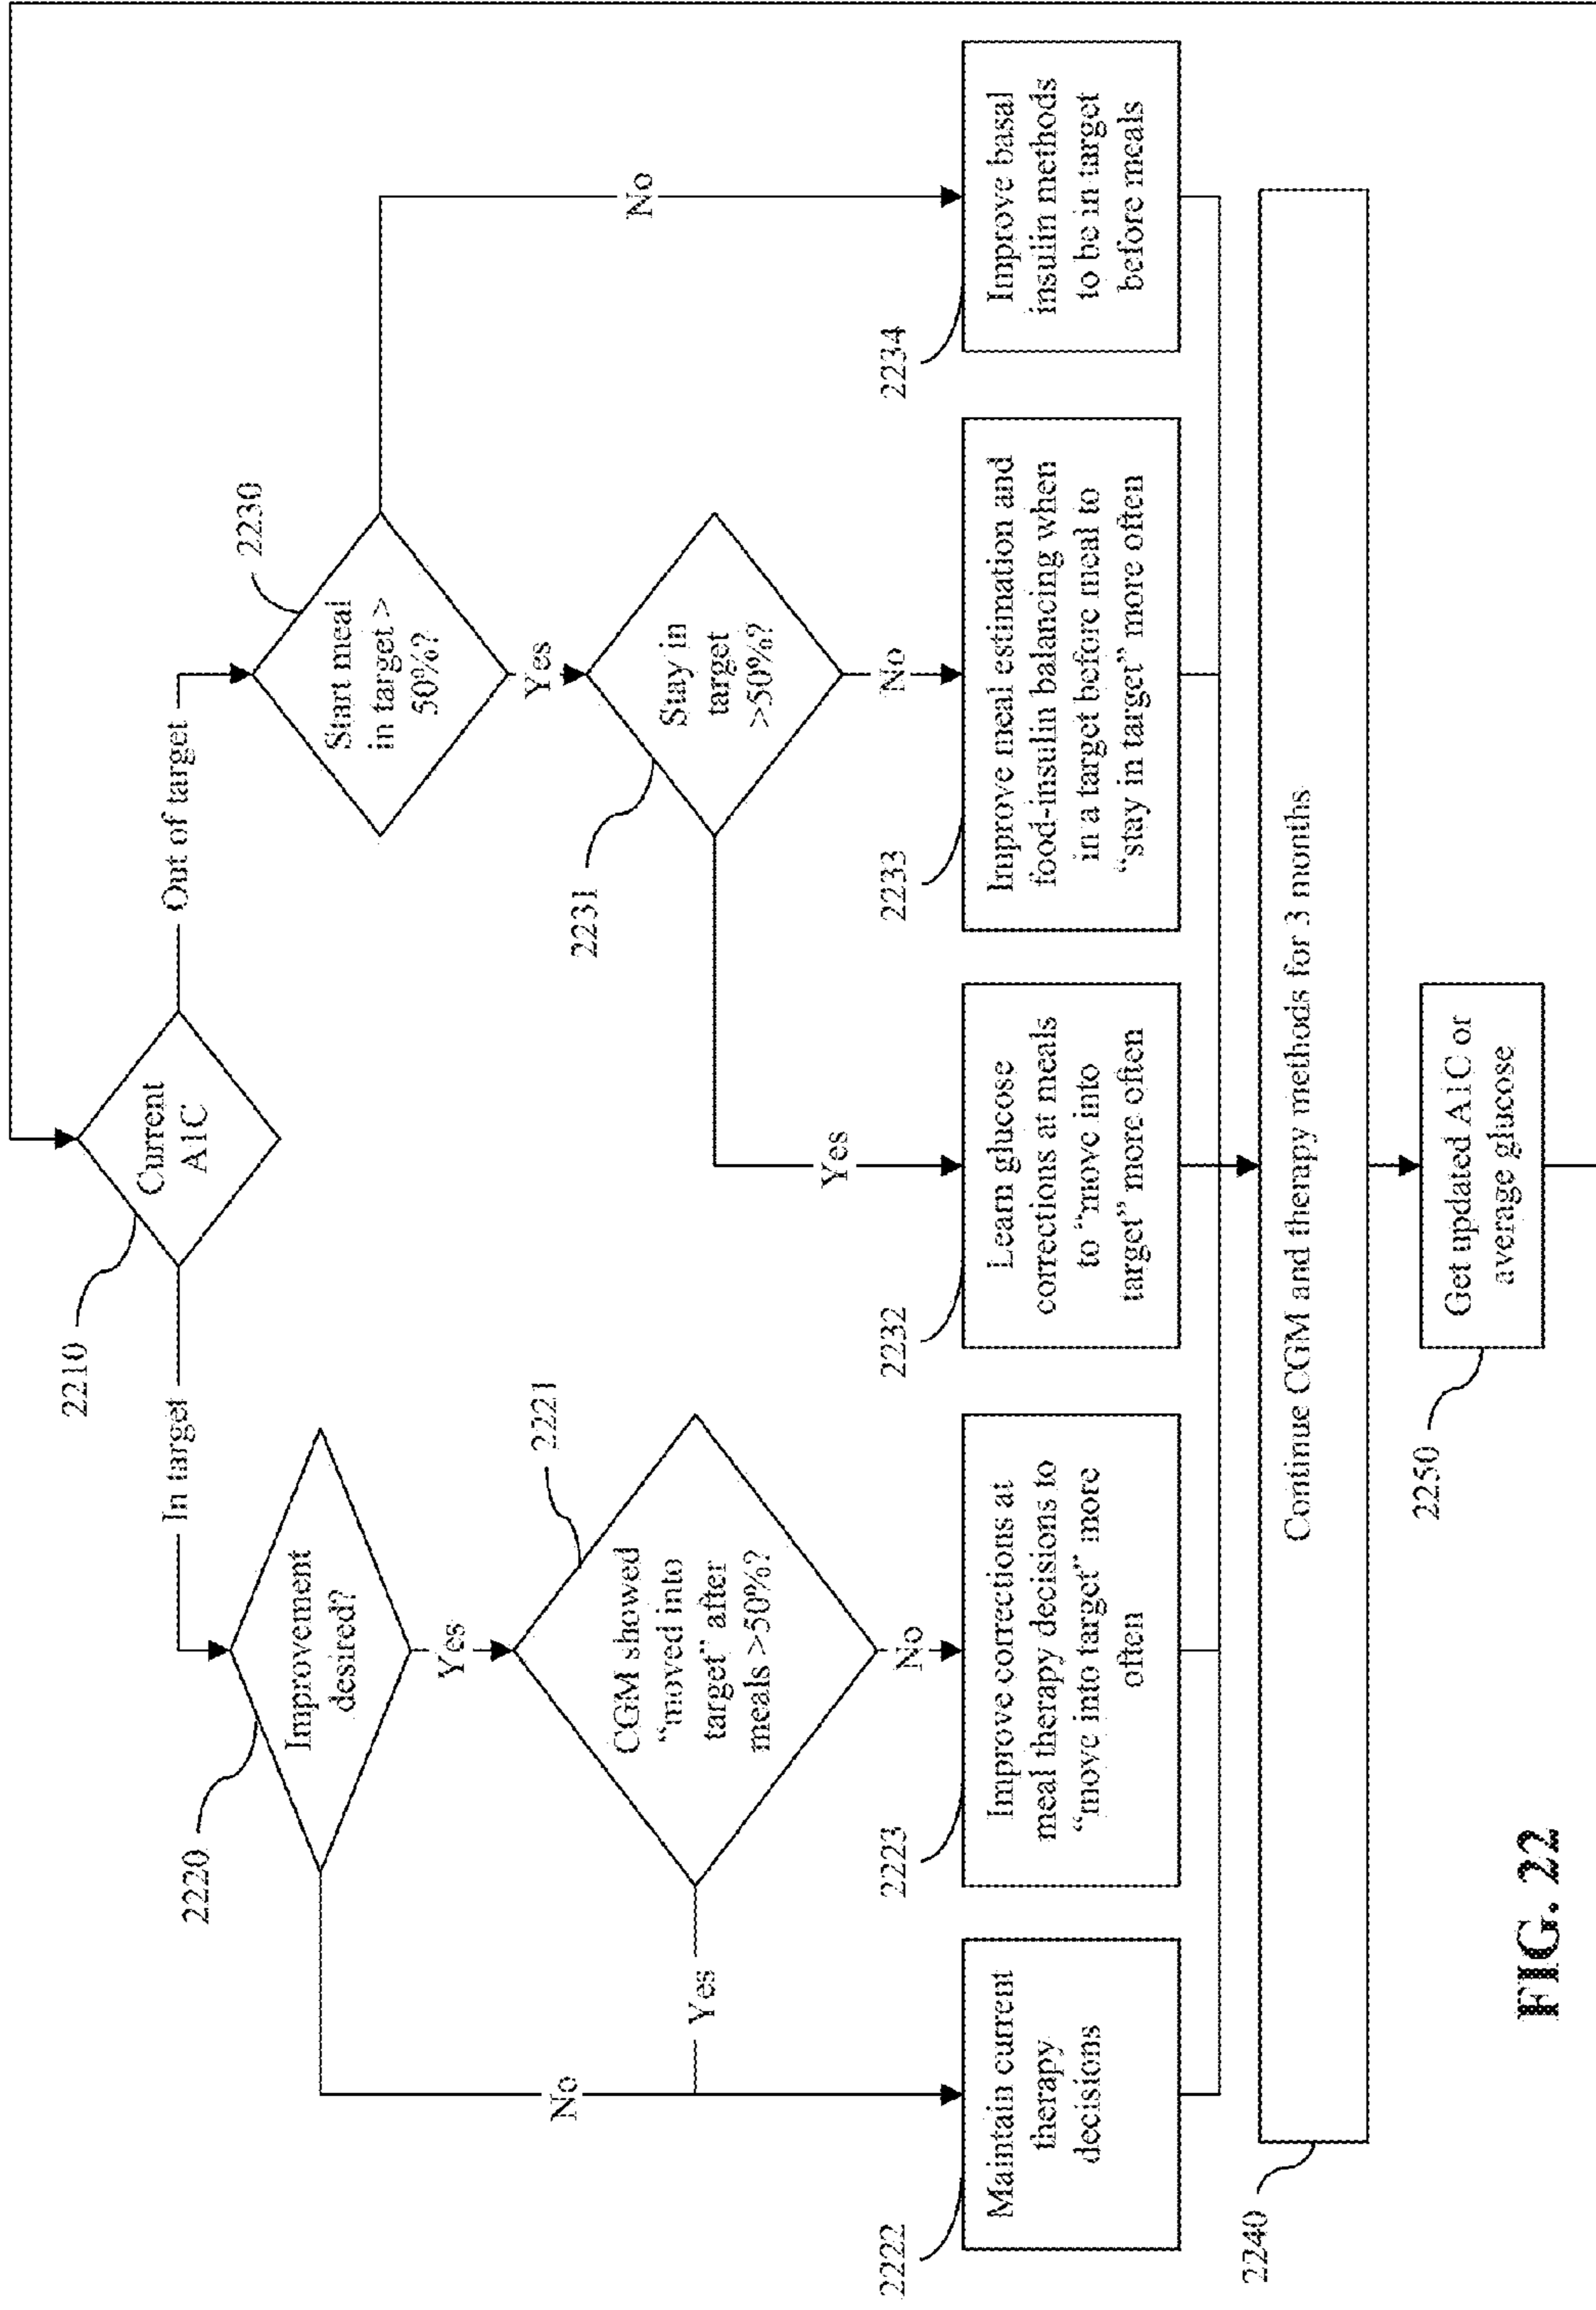 2210
Current
A1C
In target
Out of target
2220
Improvement
desired?
2230
Start meal
in target >
50%?
Yes
Yes
No
2221
CGM showed
“moved into
target” after
meals >50%?
2231
Stay in
target
>50%?
No
Yes
No
Yes
No
2222
Maintain current
therapy
decisions
2223
Improve corrections at
meal therapy decisions to
“move into target” more
often
2232
Learn glucose
corrections at meals
to “move into
target” more often
2233
Improve meal estimation and
food-insulin balancing when
in a target before meal to
“stay in target” more often
2234
Improve basal
insulin methods
to be in target
before meals
2240
Continue CGM and therapy methods for 3 months
2250
Get updated A1C or
average glucose
FIG. 22